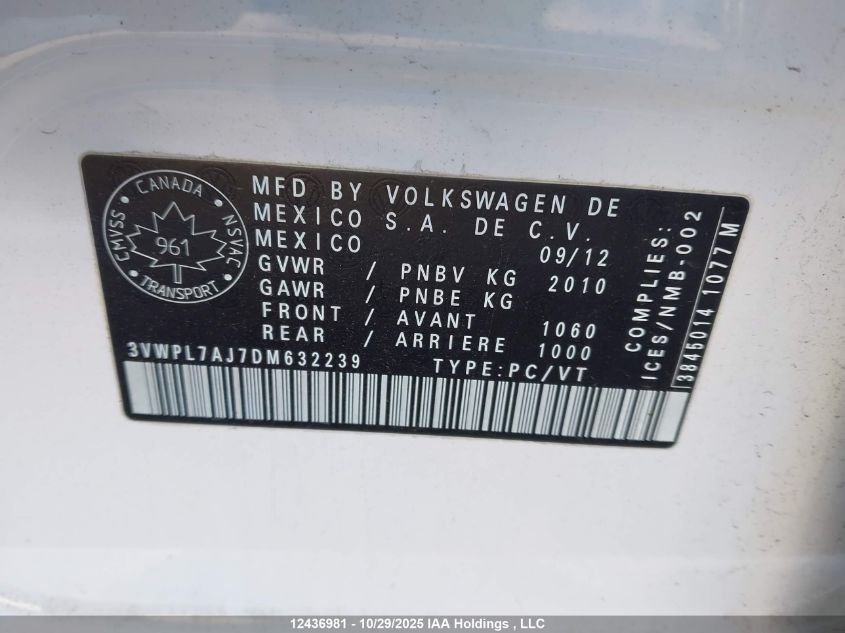 CANADA
CMVSS
NSVAC
961
TRANSPORT
MFD BY VOLKSWAGEN DE
MEXICO S.A. DE C.V.
MEXICO 09/12
GVWR / PNBV KG 2010
GAWR / PNBE KG
FRONT / AVANT 1060
REAR / ARRIERE 1000
3VWPL7AJ7DM632239 TYPE:PC/VT
COMPLIES:
ICES/NMB-002
3845014 1077 M
12436981 - 10/29/2025 IAA Holdings , LLC